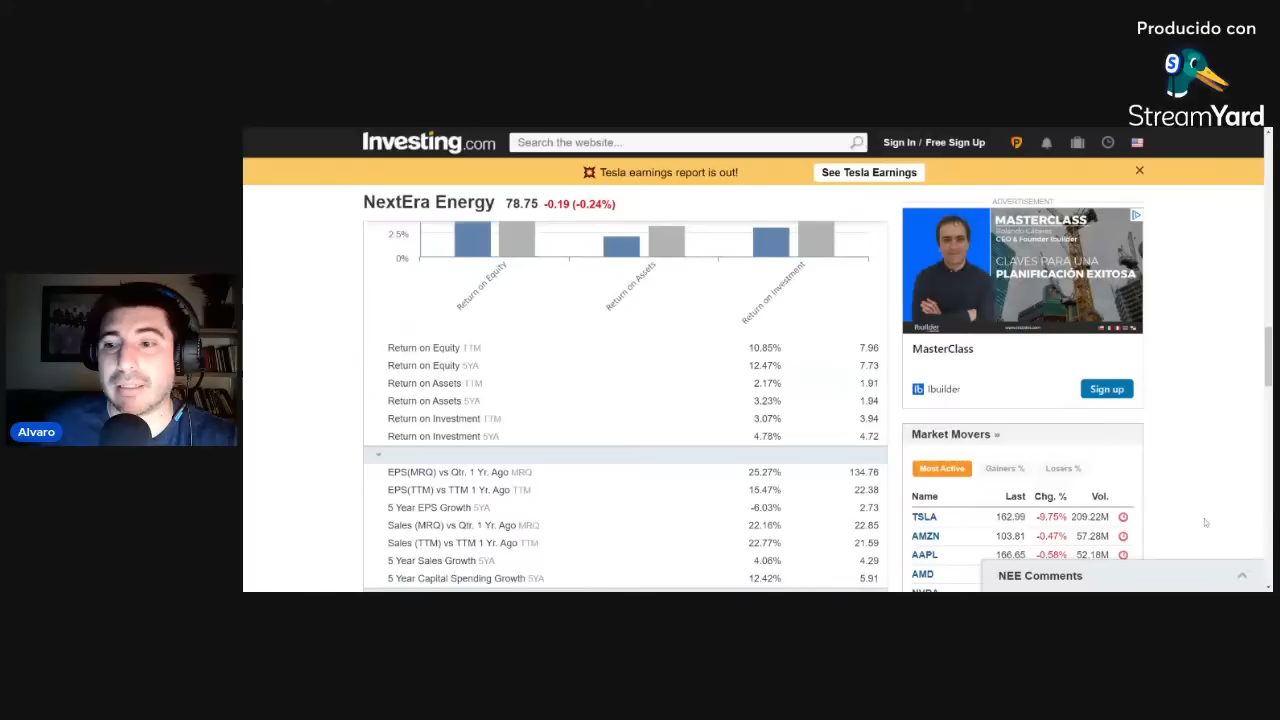 Producido con
S
StreamYard
Investing.com
Search the website...
Sign In / Free Sign Up
Tesla earnings report is out!
See Tesla Earnings
NextEra Energy 78.75 -0.19 (-0.24%)
2.5%
0%
Return on Equity
Return on Assets
Return on Investment
Return on Equity TTM 10.85% 7.96
Return on Equity 5YA 12.47% 7.73
Return on Assets TTM 2.17% 1.91
Return on Assets 5YA 3.23% 1.94
Return on Investment TTM 3.07% 3.94
Return on Investment 5YA 4.78% 4.72
EPS(MRQ) vs Qtr. 1 Yr. Ago MRQ 25.27% 134.76
EPS(TTM) vs TTM 1 Yr. Ago TTM 15.47% 22.38
5 Year EPS Growth 5YA -6.03% 2.73
Sales (MRQ) vs Qtr. 1 Yr. Ago MRQ 22.16% 22.85
Sales (TTM) vs TTM 1 Yr. Ago TTM 22.77% 21.59
5 Year Sales Growth 5YA 4.06% 4.29
5 Year Capital Spending Growth 5YA 12.42% 5.91
ADVERTISEMENT
MASTERCLASS
CEO & Founder Ibuilder
CLAVES PARA UNA
PLANIFICACIÓN EXITOSA
Ibuilder
MasterClass
Ibuilder
Sign up
Market Movers »
Most Active Gainers % Losers %
Name Last Chg. % Vol.
TSLA 162.99 -9.75% 209.22M
AMZN 103.81 -0.47% 57.28M
AAPL 166.65 -0.58% 52.18M
AMD
NEE Comments
Alvaro